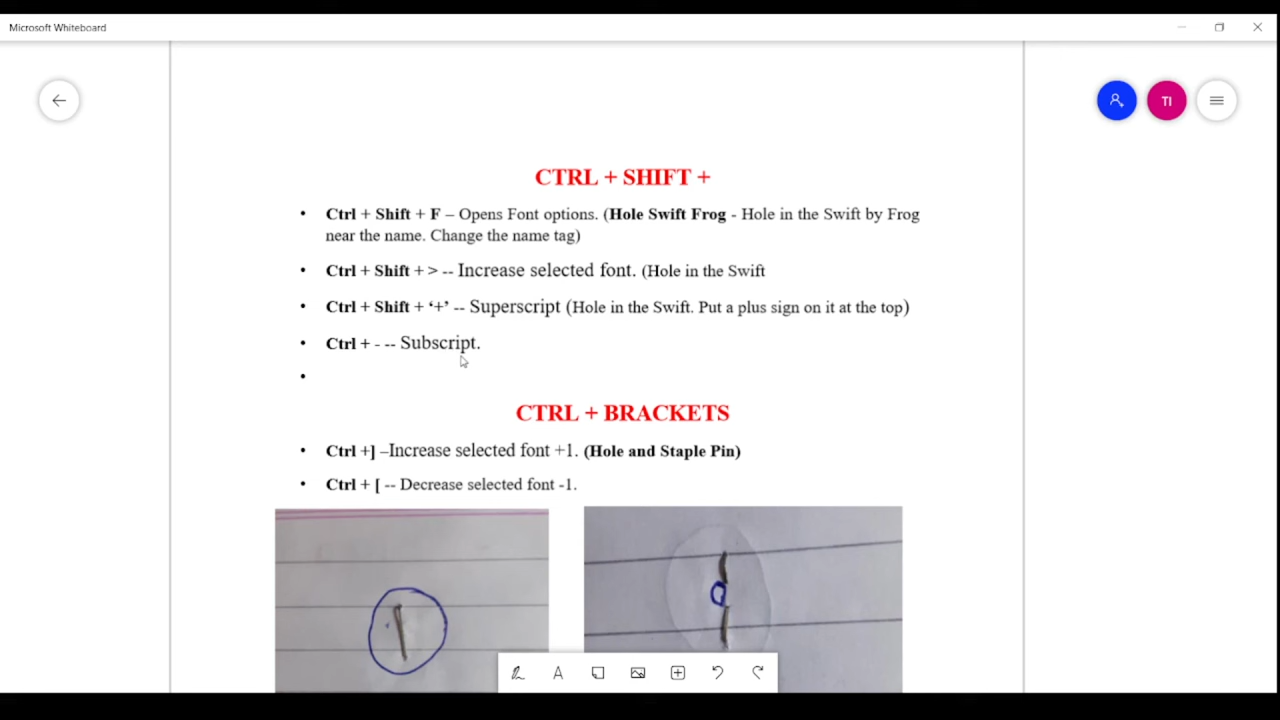 Microsoft Whiteboard
TI
CTRL + SHIFT +
• Ctrl + Shift + F – Opens Font options. (Hole Swift Frog - Hole in the Swift by Frog
near the name. Change the name tag)
• Ctrl + Shift + > -- Increase selected font. (Hole in the Swift
• Ctrl + Shift + ‘+’ -- Superscript (Hole in the Swift. Put a plus sign on it at the top)
• Ctrl + - -- Subscript.
•
CTRL + BRACKETS
• Ctrl +] –Increase selected font +1. (Hole and Staple Pin)
• Ctrl + [ -- Decrease selected font -1.
A